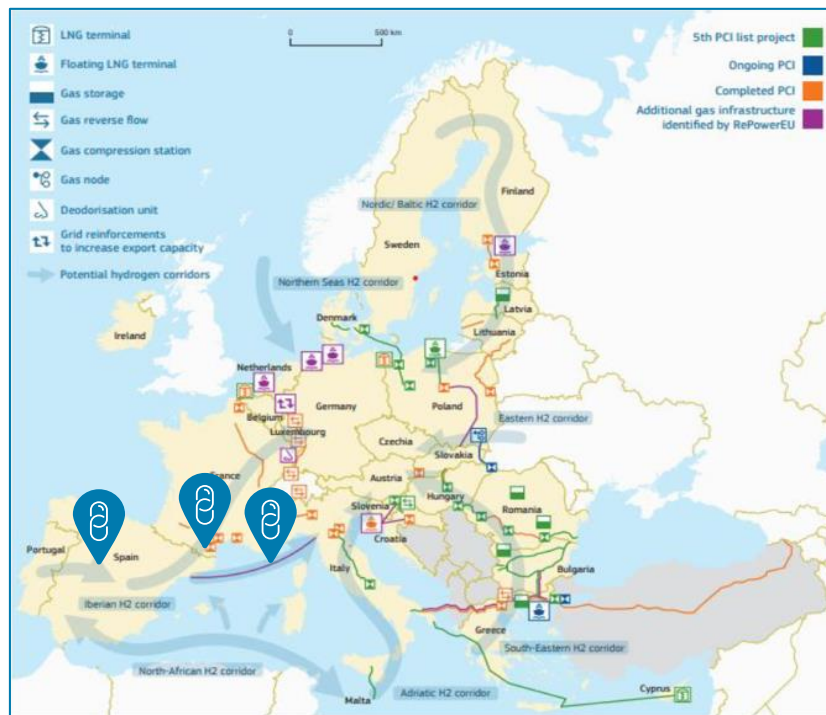 LNG terminal
Floating LNG terminal
Gas storage
Gas reverse flow
Gas compression station
Gas node
Deodorisation unit
Grid reinforcements
to increase export capacity
Potential hydrogen corridors
0
500 km
5th PCI list project
Ongoing PCI
Completed PCI
Additional gas infrastructure
identified by RePowerEU
Finland
Nordic/ Baltic H2 corridor
Sweden
Estonia
Northern Seas H2 corridor
Latvia
Denmark
Lithuania
Ireland
Netherlands
Belgium
Germany
Poland
Luxembourg
Eastern H2 corridor
Czechia
Slovakia
France
Austria
Hungary
Slovenia
Romania
Croatia
Portugal
Spain
Italy
Bulgaria
Iberian H2 corridor
Greece
South-Eastern H2 corridor
North-African H2 corridor
Adriatic H2 corridor
Malta
Cyprus